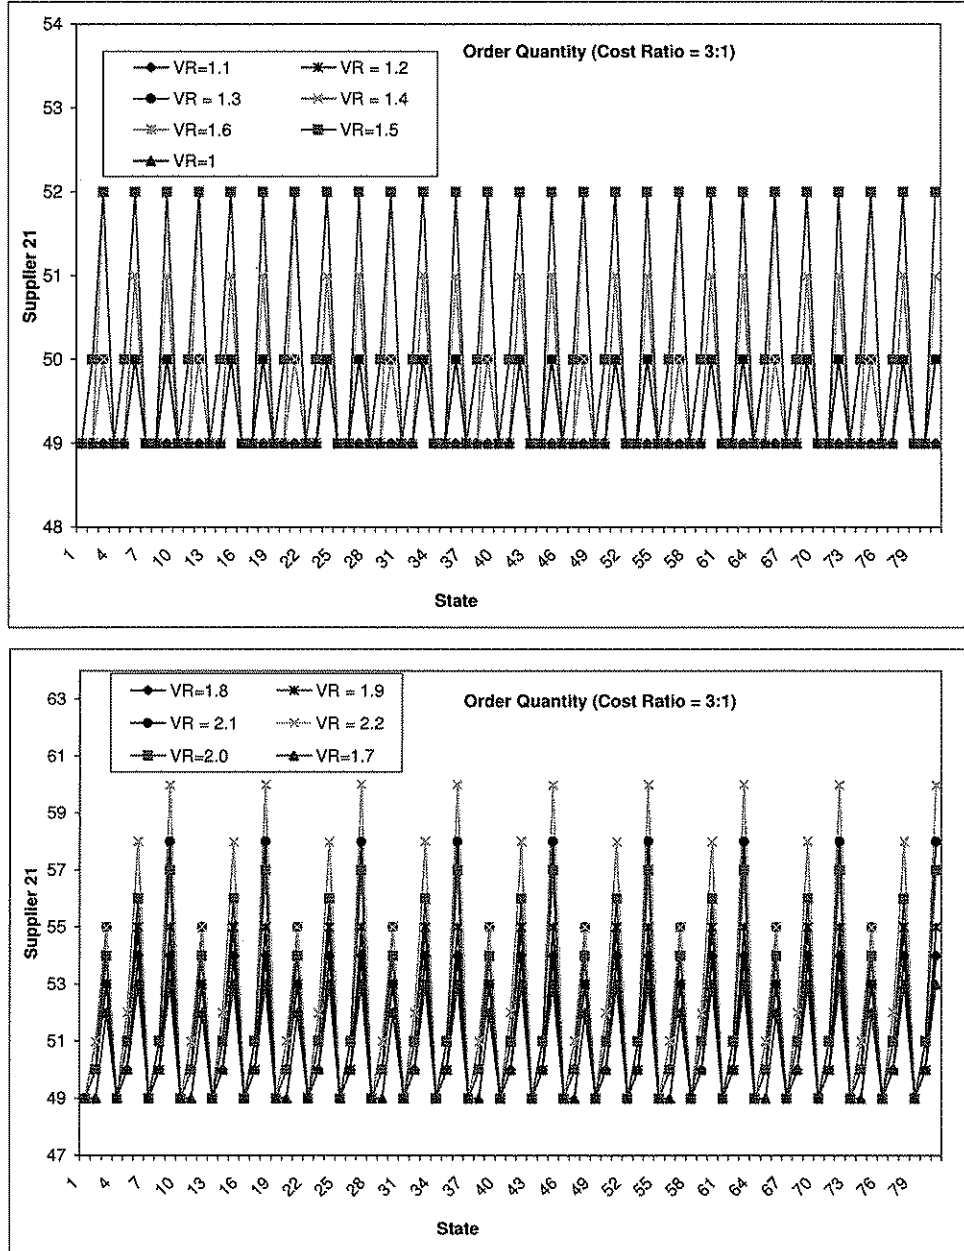 Order Quantity (Cost Ratio = 3:1)
VR=1.1 VR = 1.2
VR = 1.3 VR = 1.4
VR=1.6 VR=1.5
VR=1
54
53
52
51
50
49
48
Supplier 21
1 4 7 10 13 16 19 22 25 28 31 34 37 40 43 46 49 52 55 58 61 64 67 70 73 76 79
State
Order Quantity (Cost Ratio = 3:1)
VR=1.8 VR = 1.9
VR = 2.1 VR = 2.2
VR=2.0 VR=1.7
63
61
59
57
55
53
51
49
47
Supplier 21
1 4 7 10 13 16 19 22 25 28 31 34 37 40 43 46 49 52 55 58 61 64 67 70 73 76 79
State